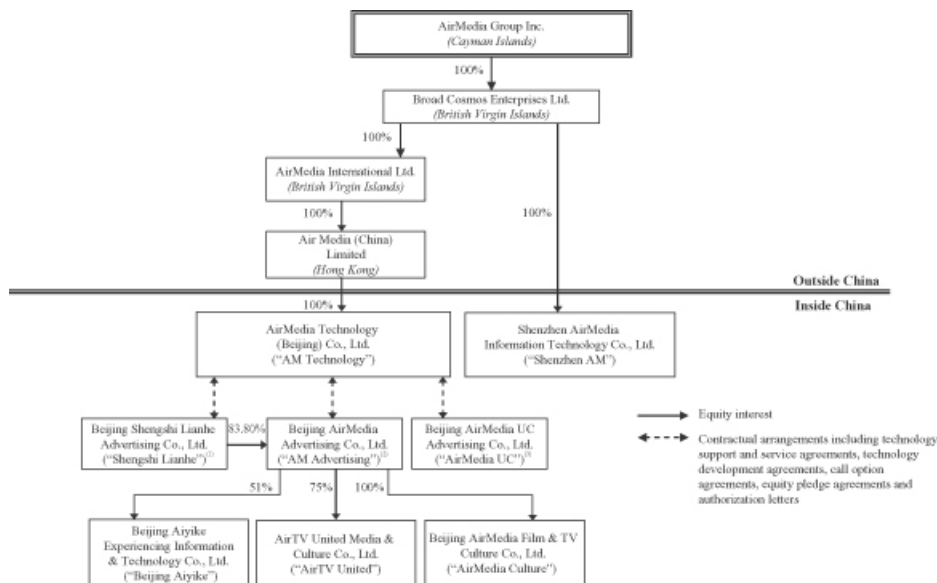 AirMedia Group Inc.
(Cayman Islands)
100%
Broad Cosmos Enterprises Ltd.
(British Virgin Islands)
100%
AirMedia International Ltd.
(British Virgin Islands)
100%
100%
Air Media (China)
Limited
(Hong Kong)
Outside China
Inside China
100%
AirMedia Technology
(Beijing) Co., Ltd.
("AM Technology")
Shenzhen AirMedia
Information Technology Co., Ltd.
("Shenzhen AM")
Beijing Shengshi Lianhe
Advertising Co., Ltd.
("Shengshi Lianhe")(1)
83.80%
Beijing AirMedia
Advertising Co., Ltd.
("AM Advertising")(2)
Beijing AirMedia UC
Advertising Co., Ltd.
("AirMedia UC")(3)
Equity interest
Contractual arrangements including technology
support and service agreements, technology
development agreements, call option
agreements, equity pledge agreements and
authorization letters
51%
75%
100%
Beijing Aiyike
Experiencing Information
& Technology Co., Ltd.
("Beijing Aiyike")
AirTV United Media &
Culture Co., Ltd.
("AirTV United")
Beijing AirMedia Film & TV
Culture Co., Ltd.
("AirMedia Culture")